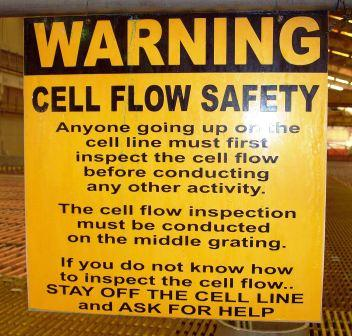 WARNING
CELL FLOW SAFETY
Anyone going up on the
cell line must first
inspect the cell flow
before conducting
any other activity.
The cell flow inspection
must be conducted
on the middle grating.
If you do not know how
to inspect the cell flow..
STAY OFF THE CELL LINE
and ASK FOR HELP